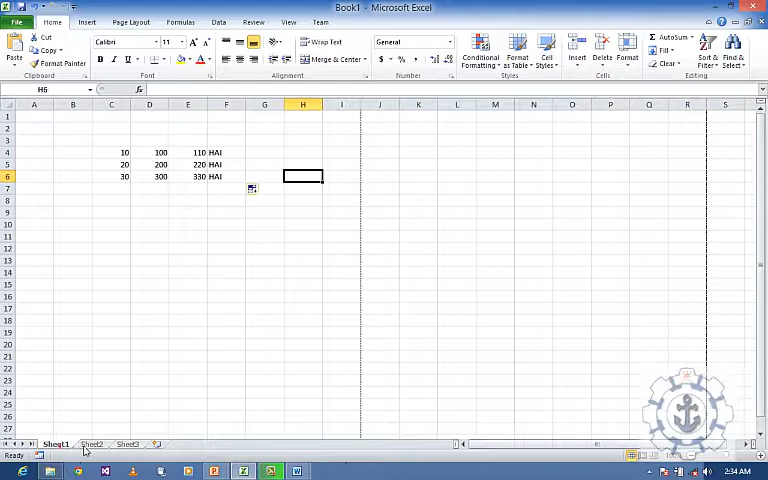 Book1 - Microsoft Excel
File Home Insert Page Layout Formulas Data Review View Team
Cut Calibri 11 Wrap Text General AutoSum
Copy Fill
Paste Format Painter B I U Merge & Center $ % , Conditional Formatting Format as Table Cell Styles Insert Delete Format Clear Sort & Filter Find & Select
Clipboard Font Alignment Number Styles Cells Editing
H6 fx
A B C D E F G H I J K L M N O P Q R S
1
2
3
4 10 100 110 HAI
5 20 200 220 HAI
6 30 300 330 HAI
7
8
9
10
11
12
13
14
15
16
17
18
19
20
21
22
23
24
25
26
27
Sheet1 Sheet2 Sheet3
Ready 100%
2:34 AM